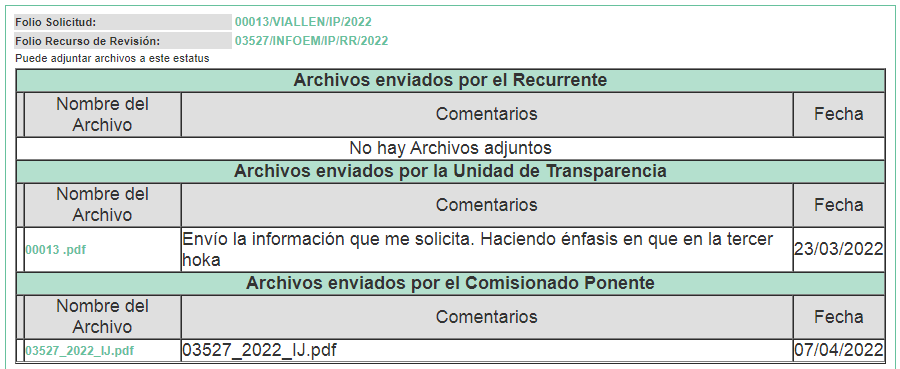 Folio Solicitud: 00013/VIALLEN/IP/2022
Folio Recurso de Revisión: 03527/INFOEM/IP/RR/2022
Puede adjuntar archivos a este estatus
Archivos enviados por el Recurrente
Nombre del Archivo Comentarios Fecha
No hay Archivos adjuntos
Archivos enviados por la Unidad de Transparencia
Nombre del Archivo Comentarios Fecha
00013 .pdf Envío la información que me solicita. Haciendo énfasis en que en la tercer hoka 23/03/2022
Archivos enviados por el Comisionado Ponente
Nombre del Archivo Comentarios Fecha
03527_2022_IJ.pdf 03527_2022_IJ.pdf 07/04/2022